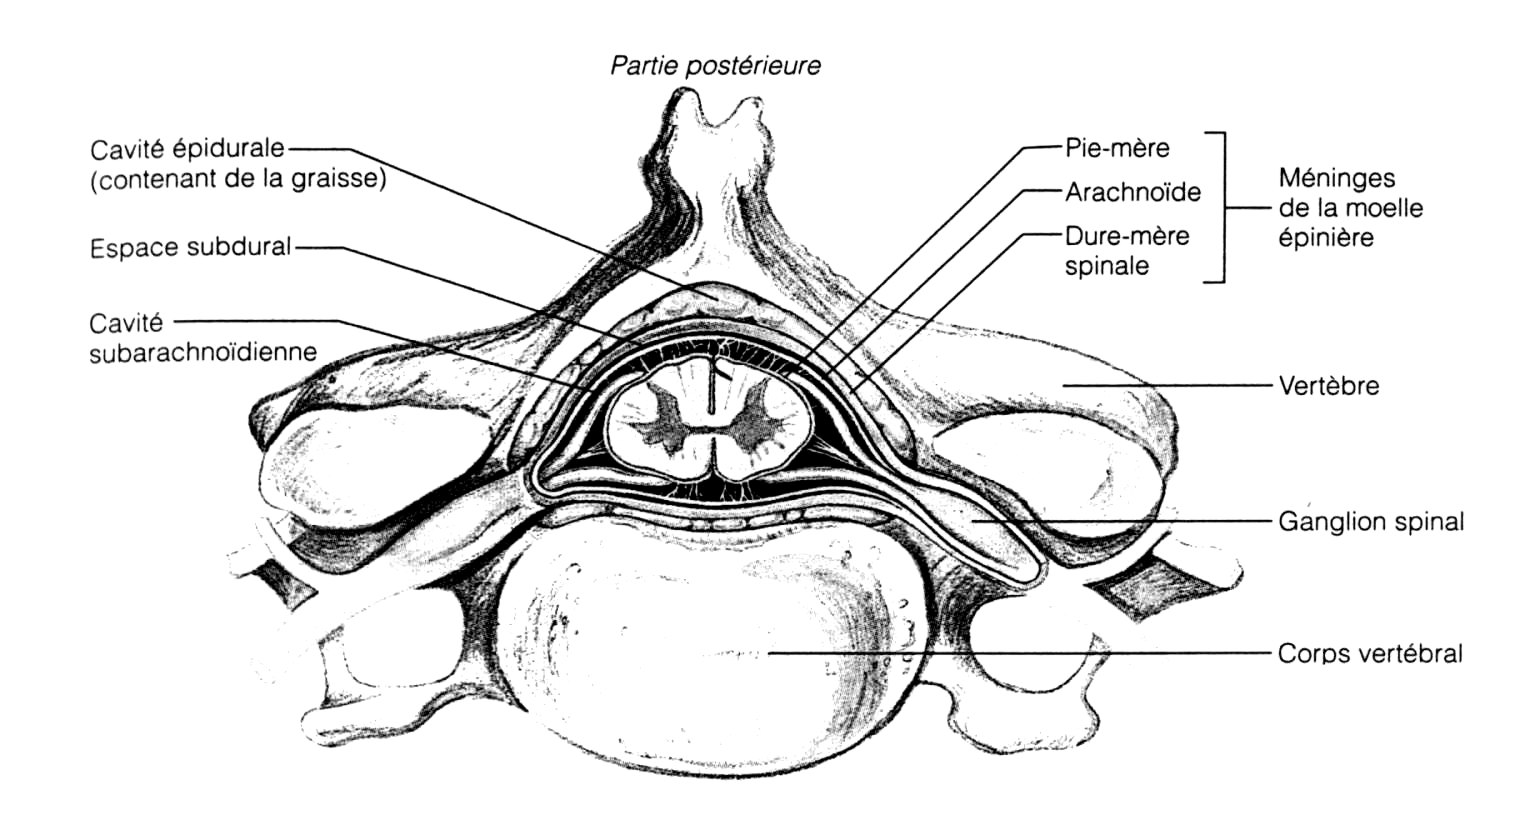 Partie postérieure
Cavité épidurale
(contenant de la graisse)
Espace subdural
Cavité
subarachnoïdienne
Pie-mère
Arachnoïde
Dure-mère
spinale
Méninges
de la moelle
épinière
Vertèbre
Ganglion spinal
Corps vertébral